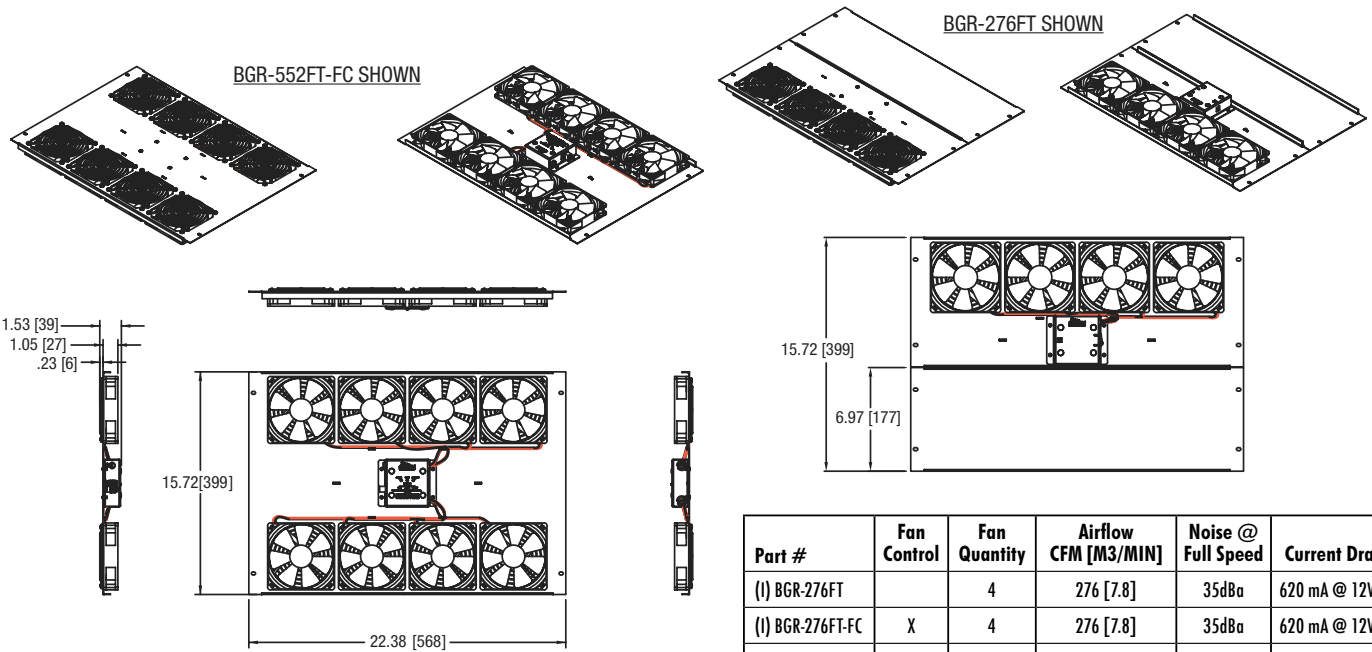 BGR-552FT-FC SHOWN
BGR-276FT SHOWN
1.53 [39]
1.05 [27]
.23 [6]
15.72[399]
22.38 [568]
15.72 [399]
6.97 [177]
Part # Fan Control Fan Quantity Airflow CFM [M3/MIN] Noise @ Full Speed Current Dra
(I) BGR-276FT 4 276 [7.8] 35dBa 620 mA @ 12V
(I) BGR-276FT-FC X 4 276 [7.8] 35dBa 620 mA @ 12V